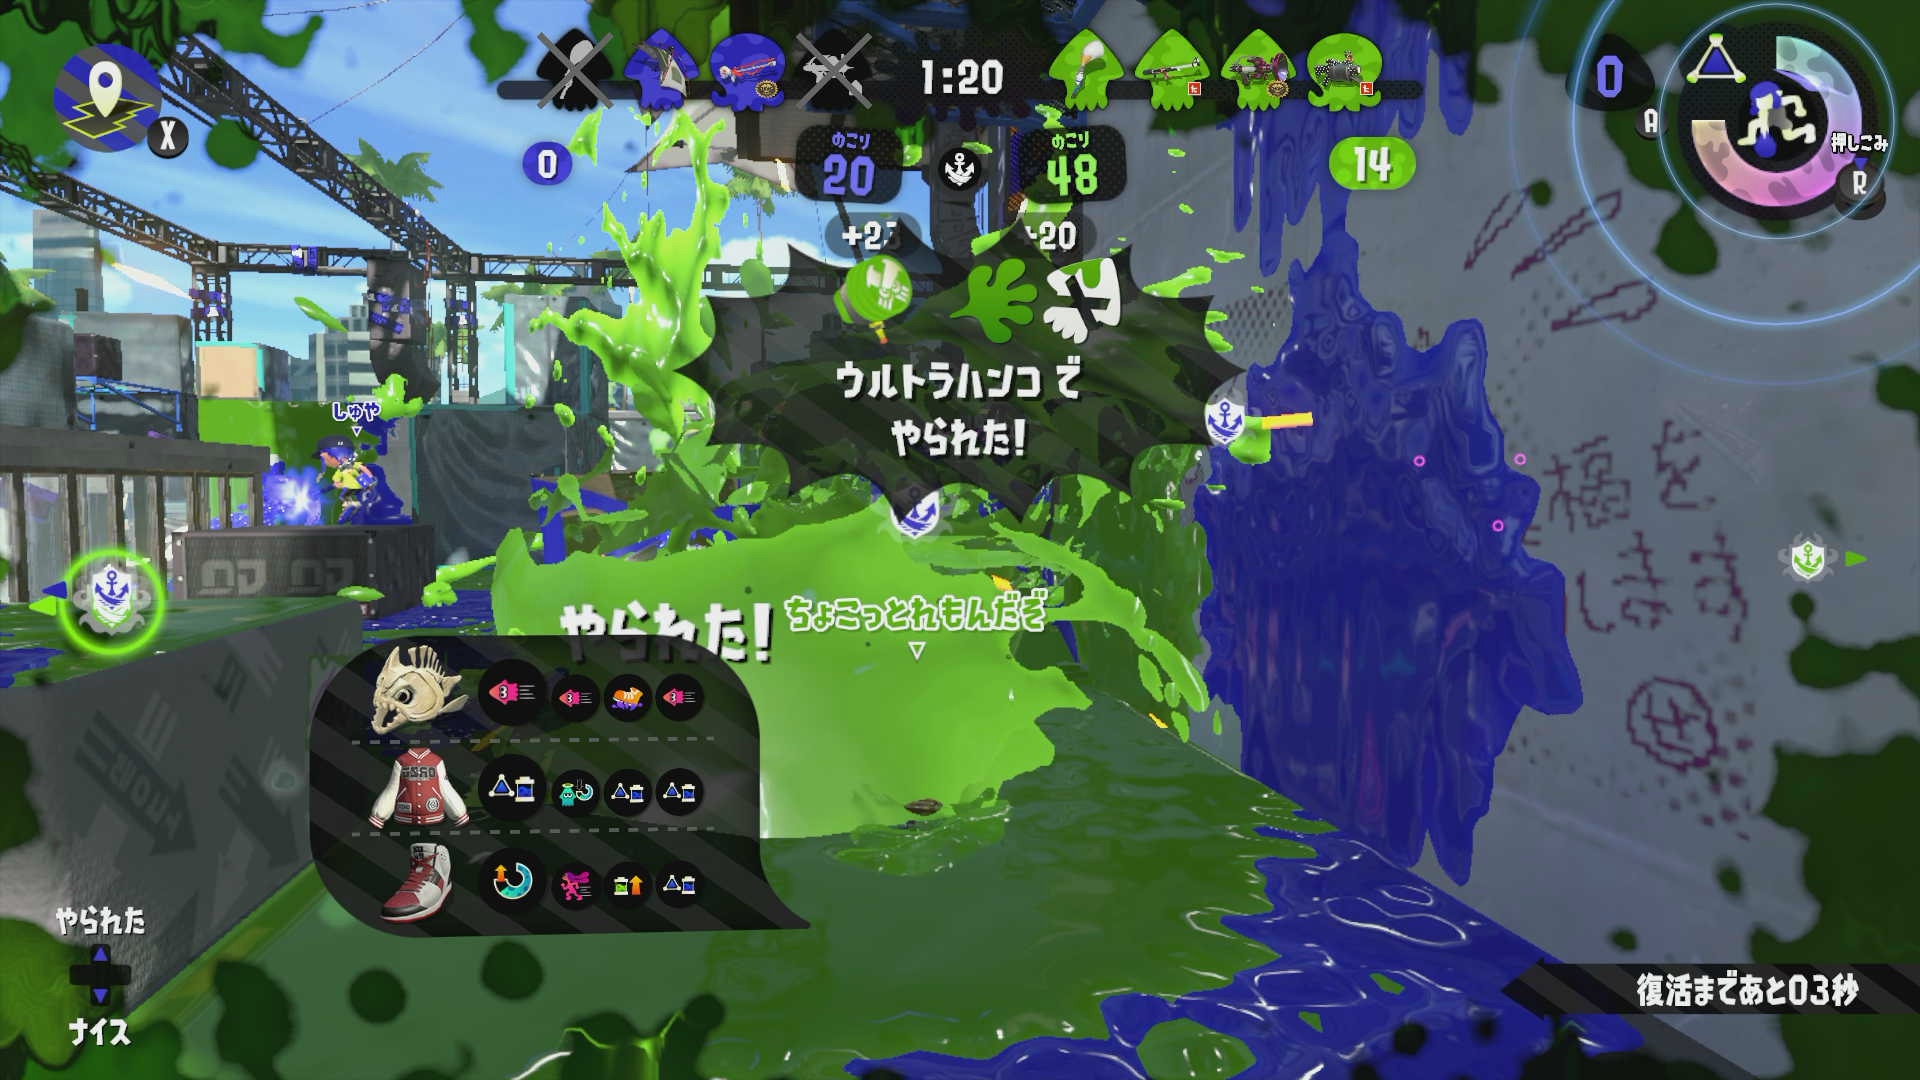 1:20
X
0
のこり
20
のこり
48
14
+20
0
A
押しこみ
R
ウルトラハンコ で
やられた!
しゅや
やられた!
ちょこっとれもんだぞ
やられた
ナイス
復活まであと03秒